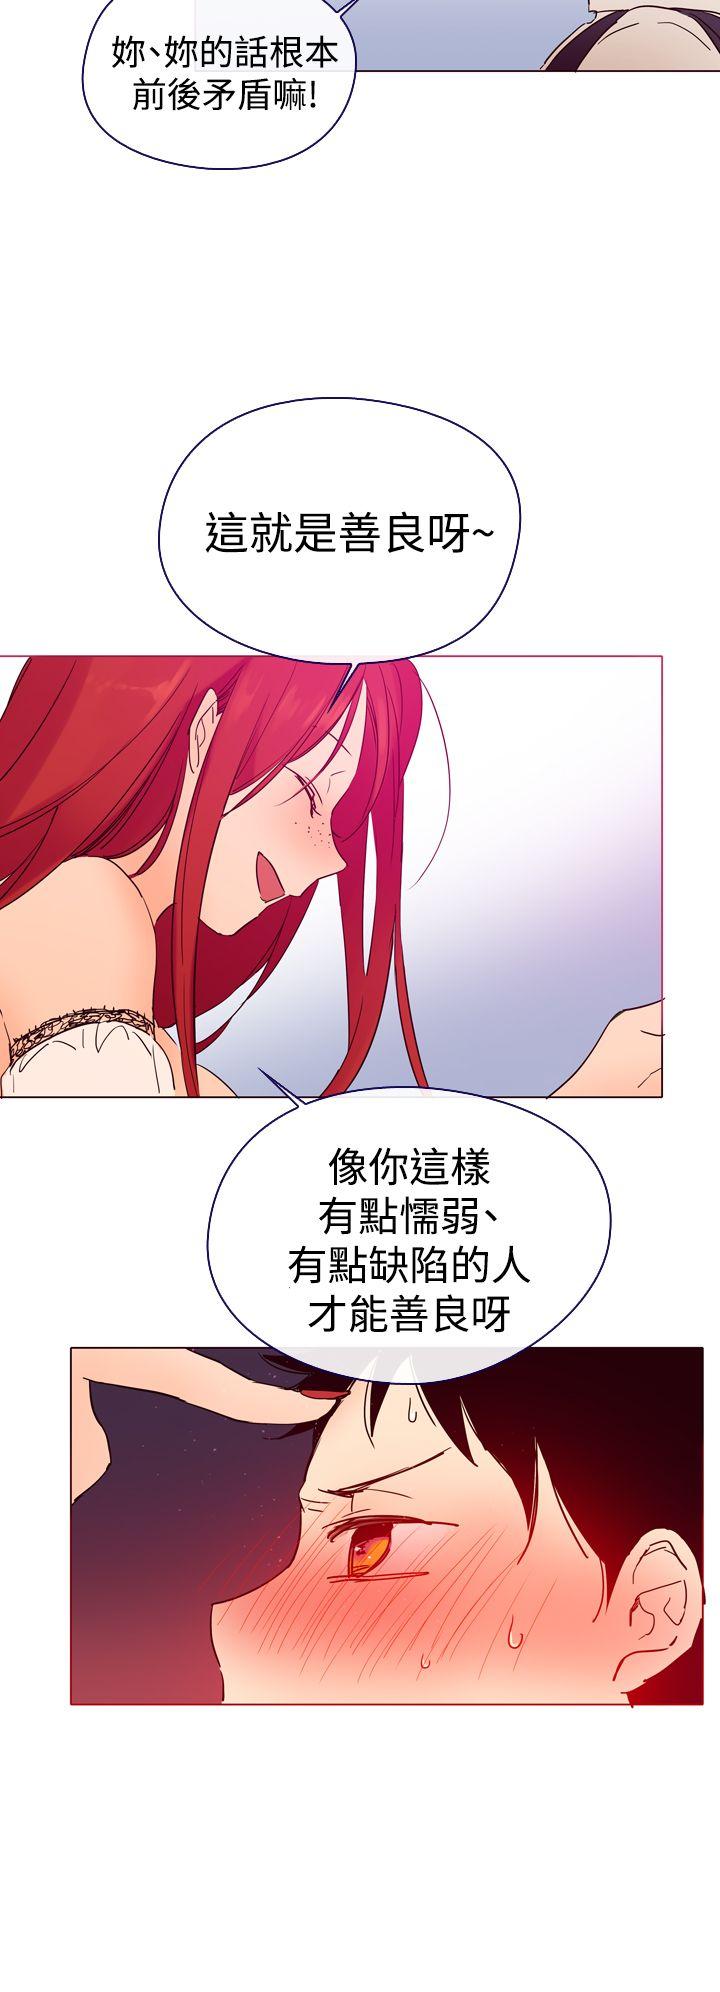 妳、妳的話根本
前後矛盾嘛!
這就是善良呀~
像你這樣
有點懦弱、
有點缺陷的人
才能善良呀